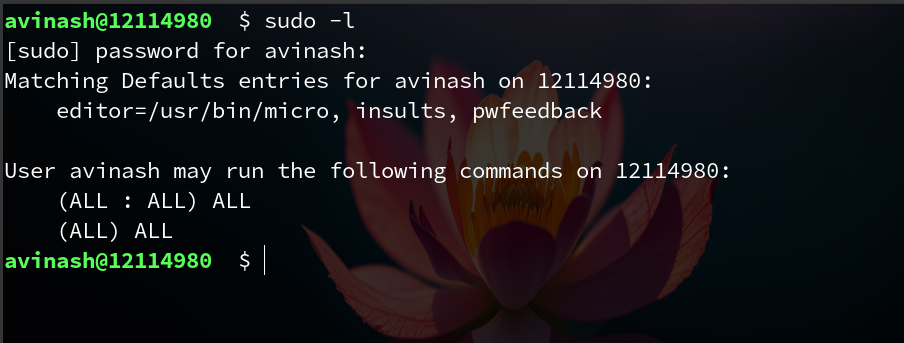 avinash@12114980 $ sudo -l
[sudo] password for avinash:
Matching Defaults entries for avinash on 12114980:
editor=/usr/bin/micro, insults, pwfeedback
User avinash may run the following commands on 12114980:
(ALL : ALL) ALL
(ALL) ALL
avinash@12114980 $